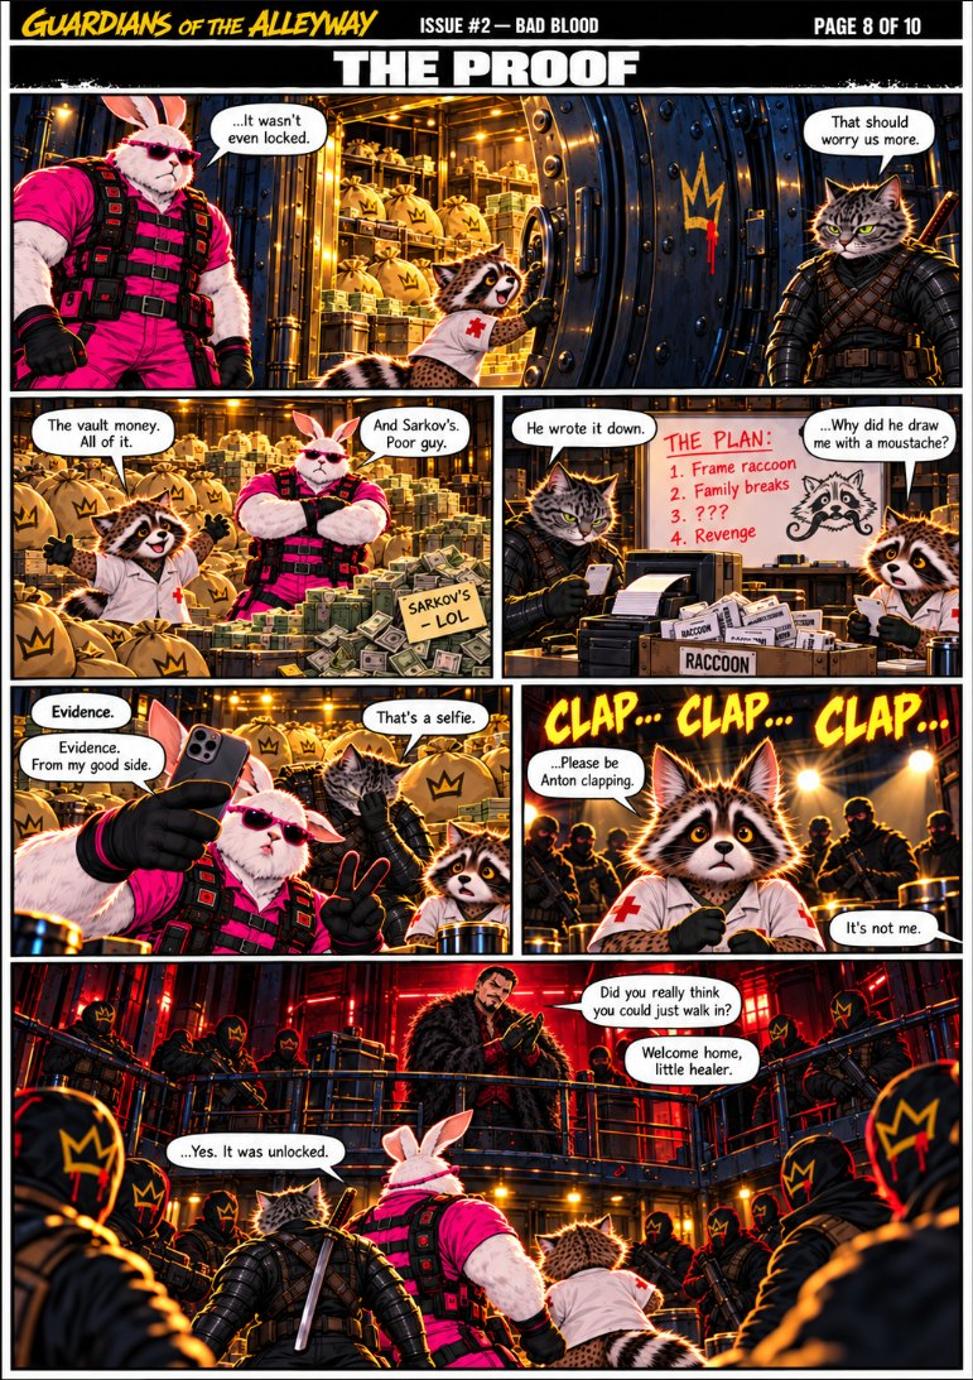 GUARDIANS OF THE ALLEYWAY
ISSUE #2 — BAD BLOOD
PAGE 8 OF 10
THE PROOF
...It wasn't
even locked.
That should
worry us more.
The vault money.
All of it.
And Sarkov's.
Poor guy.
SARKOV'S
- LOL
He wrote it down.
THE PLAN:
1. Frame raccoon
2. Family breaks
3. ???
4. Revenge
...Why did he draw
me with a moustache?
RACCOON
RACCOON
Evidence.
Evidence.
From my good side.
That's a selfie.
CLAP... CLAP... CLAP...
...Please be
Anton clapping.
It's not me.
Did you really think
you could just walk in?
Welcome home,
little healer.
...Yes. It was unlocked.